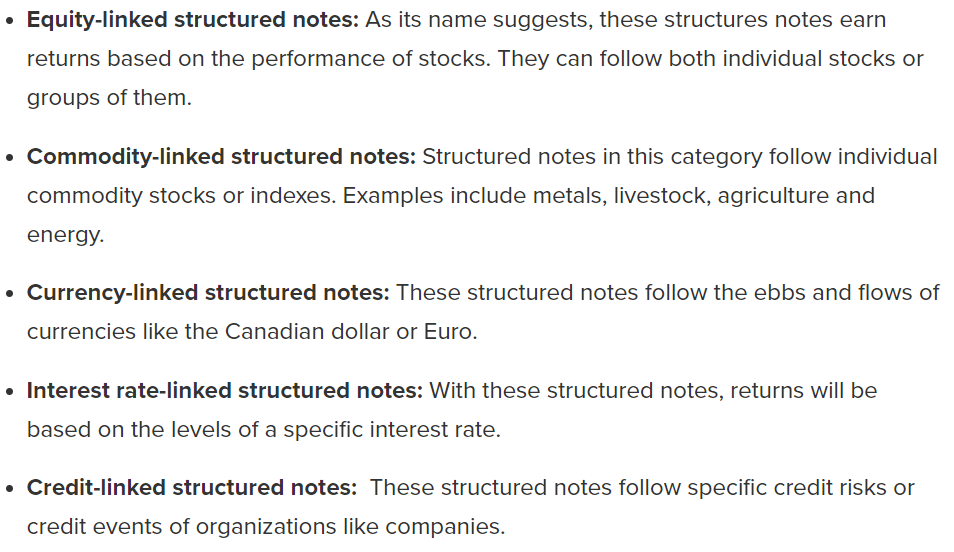 • Equity-linked structured notes: As its name suggests, these structures notes earn
returns based on the performance of stocks. They can follow both individual stocks or
groups of them.
• Commodity-linked structured notes: Structured notes in this category follow individual
commodity stocks or indexes. Examples include metals, livestock, agriculture and
energy.
• Currency-linked structured notes: These structured notes follow the ebbs and flows of
currencies like the Canadian dollar or Euro.
• Interest rate-linked structured notes: With these structured notes, returns will be
based on the levels of a specific interest rate.
• Credit-linked structured notes:  These structured notes follow specific credit risks or
credit events of organizations like companies.